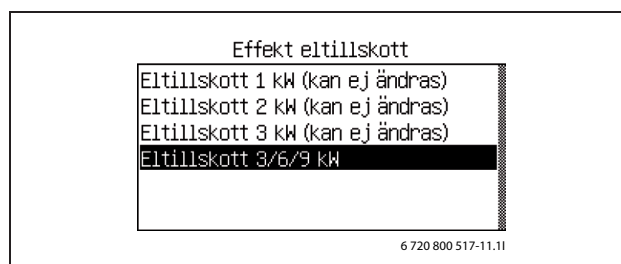 Effekt eltillskott
Eltillskott 1 kW (kan ej ändras)
Eltillskott 2 kW (kan ej ändras)
Eltillskott 3 kW (kan ej ändras)
Eltillskott 3/6/9 kW
6 720 800 517-11.1I